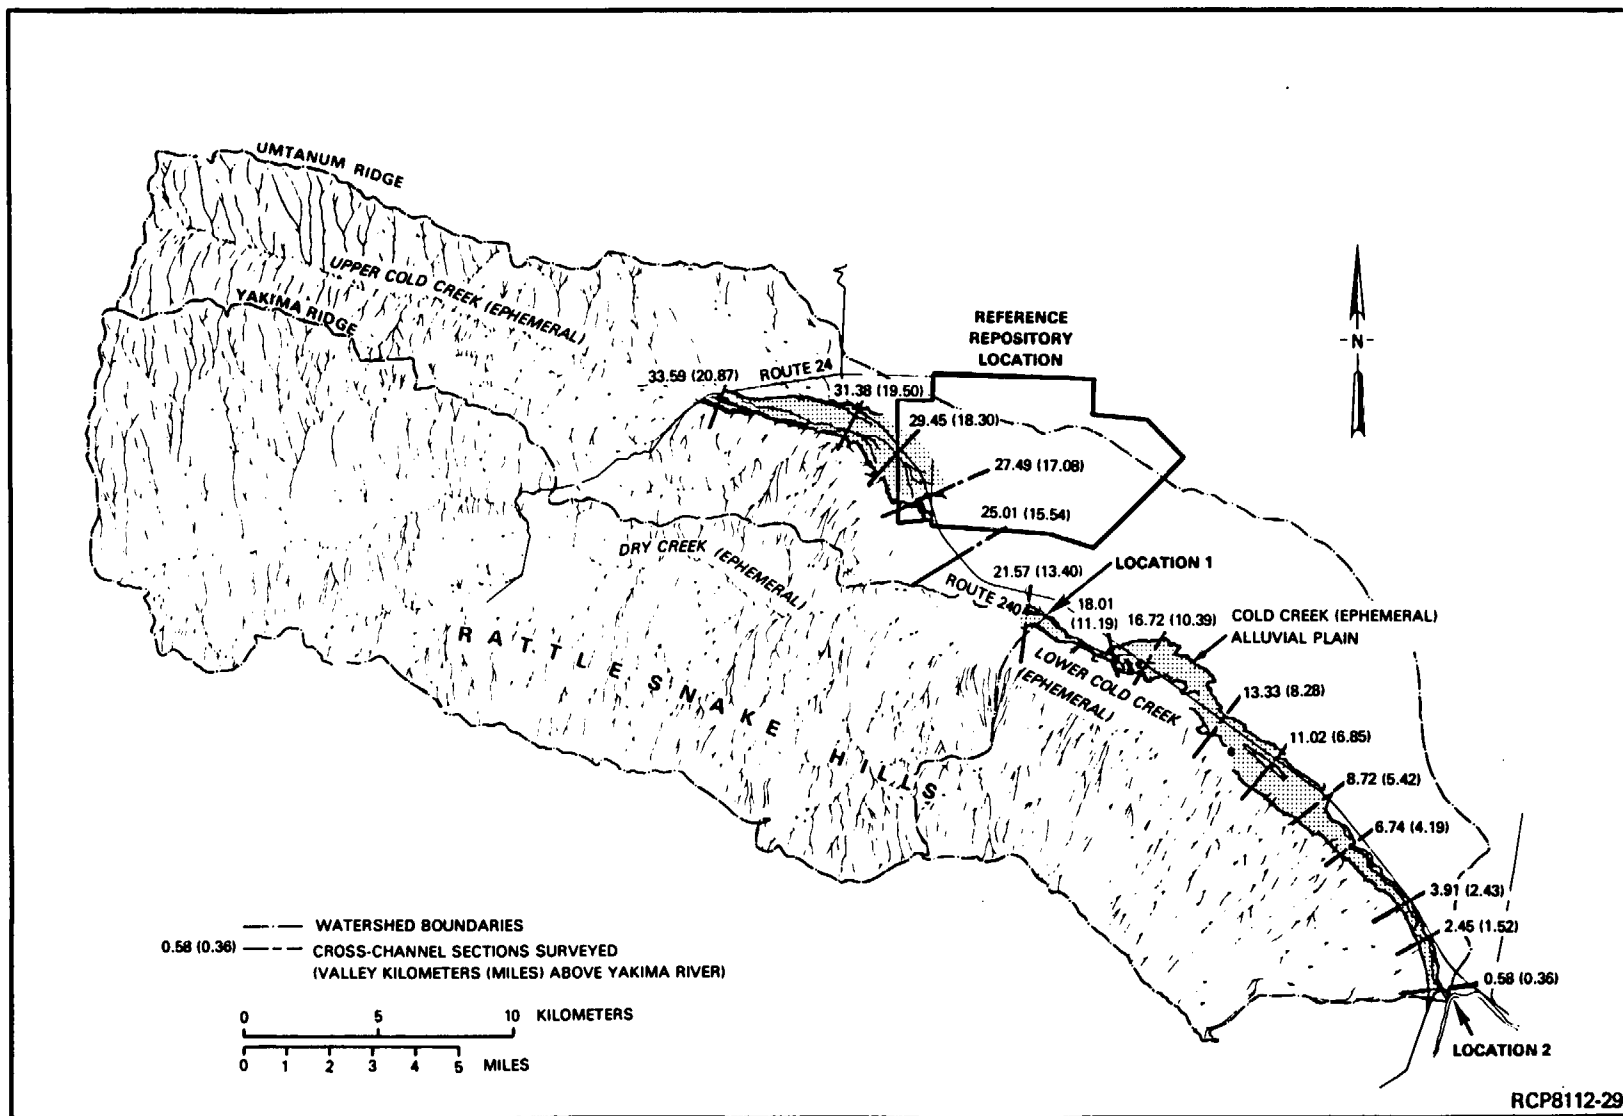 UMTANUM RIDGE
UPPER COLD CREEK (EPHEMERAL)
YAKIMA RIDGE
REFERENCE
REPOSITORY
LOCATION
-N-
33.59 (20.87)
ROUTE 24
31.38 (19.50)
29.45 (18.30)
27.49 (17.08)
25.01 (15.54)
DRY CREEK (EPHEMERAL)
21.57 (13.40)
LOCATION 1
ROUTE 240
18.01
(11.19)
16.72 (10.39)
COLD CREEK (EPHEMERAL)
ALLUVIAL PLAIN
RATTLESNAKE HILLS
LOWER COLD CREEK
(EPHEMERAL)
13.33 (8.28)
11.02 (6.85)
8.72 (5.42)
6.74 (4.19)
3.91 (2.43)
2.45 (1.52)
0.58 (0.36)
LOCATION 2
WATERSHED BOUNDARIES
0.58 (0.36) CROSS-CHANNEL SECTIONS SURVEYED
(VALLEY KILOMETERS (MILES) ABOVE YAKIMA RIVER)
0 5 10 KILOMETERS
0 1 2 3 4 5 MILES
RCP8112-29